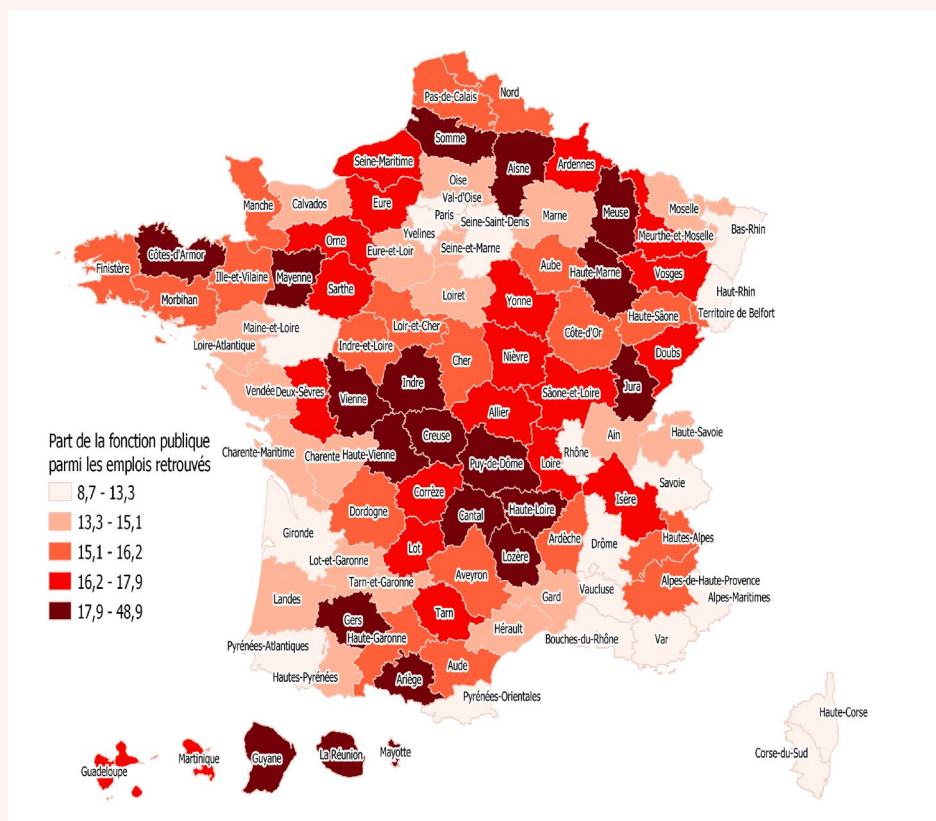 Nord
Pas-de-Calais
Somme
Seine-Maritime
Aisne
Ardennes
Oise
Val-d'Oise
Eure
Manche
Calvados
Paris
Seine-Saint-Denis
Marne
Meuse
Moselle
Bas-Rhin
Yvelines
Seine-et-Marne
Meurthe-et-Moselle
Orne
Eure-et-Loir
Côtes-d'Armor
Finistère
Ille-et-Vilaine
Mayenne
Aube
Haute-Marne
Vosges
Sarthe
Morbihan
Loiret
Yonne
Haut-Rhin
Haute-Saône
Territoire de Belfort
Maine-et-Loire
Loir-et-Cher
Côte-d'Or
Loire-Atlantique
Indre-et-Loire
Cher
Nièvre
Doubs
Vendée
Deux-Sèvres
Vienne
Indre
Saône-et-Loire
Jura
Allier
Creuse
Ain
Haute-Savoie
Charente-Maritime
Charente
Haute-Vienne
Puy-de-Dôme
Loire
Rhône
Savoie
Corrèze
Isère
Dordogne
Cantal
Haute-Loire
Gironde
Ardèche
Drôme
Hautes-Alpes
Lot
Lozère
Lot-et-Garonne
Aveyron
Tarn-et-Garonne
Alpes-de-Haute-Provence
Landes
Gard
Vaucluse
Alpes-Maritimes
Gers
Tarn
Hérault
Haute-Garonne
Bouches-du-Rhône
Var
Pyrénées-Atlantiques
Hautes-Pyrénées
Ariège
Aude
Pyrénées-Orientales
Haute-Corse
Corse-du-Sud
Guadeloupe
Martinique
Guyane
La Réunion
Mayotte
Part de la fonction publique
parmi les emplois retrouvés
8,7 - 13,3
13,3 - 15,1
15,1 - 16,2
16,2 - 17,9
17,9 - 48,9